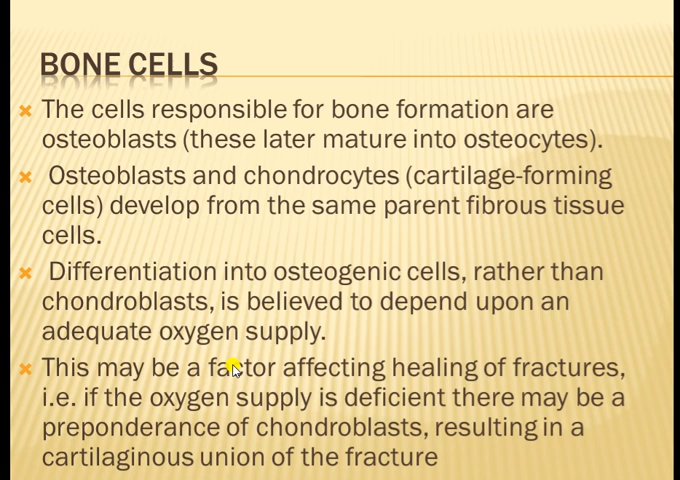 BONE CELLS
The cells responsible for bone formation are
osteoblasts (these later mature into osteocytes).
Osteoblasts and chondrocytes (cartilage-forming
cells) develop from the same parent fibrous tissue
cells.
Differentiation into osteogenic cells, rather than
chondroblasts, is believed to depend upon an
adequate oxygen supply.
This may be a factor affecting healing of fractures,
i.e. if the oxygen supply is deficient there may be a
preponderance of chondroblasts, resulting in a
cartilaginous union of the fracture